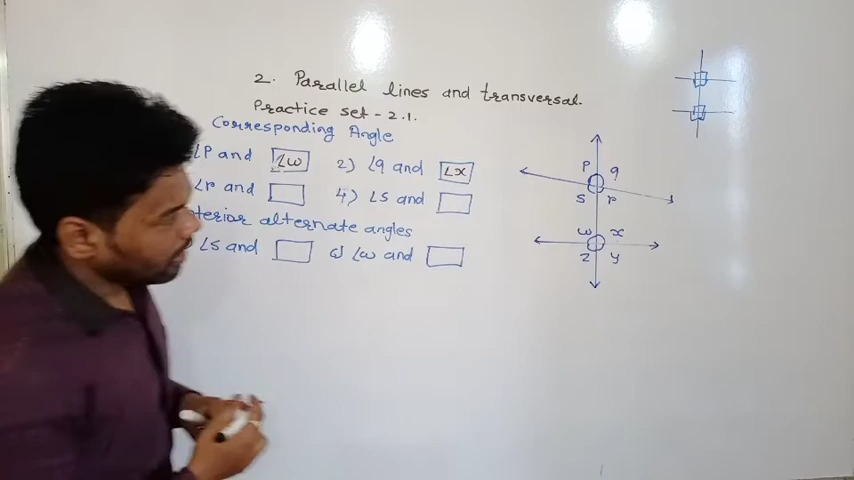 2. Parallel lines and transversal.
Practice set - 2.1.
Corresponding Angle
∠P and ∠w 2) ∠q and ∠x
∠r and 4) ∠s and
alternate angles
∠s and 6) ∠w and
P q
s r
w x
z y